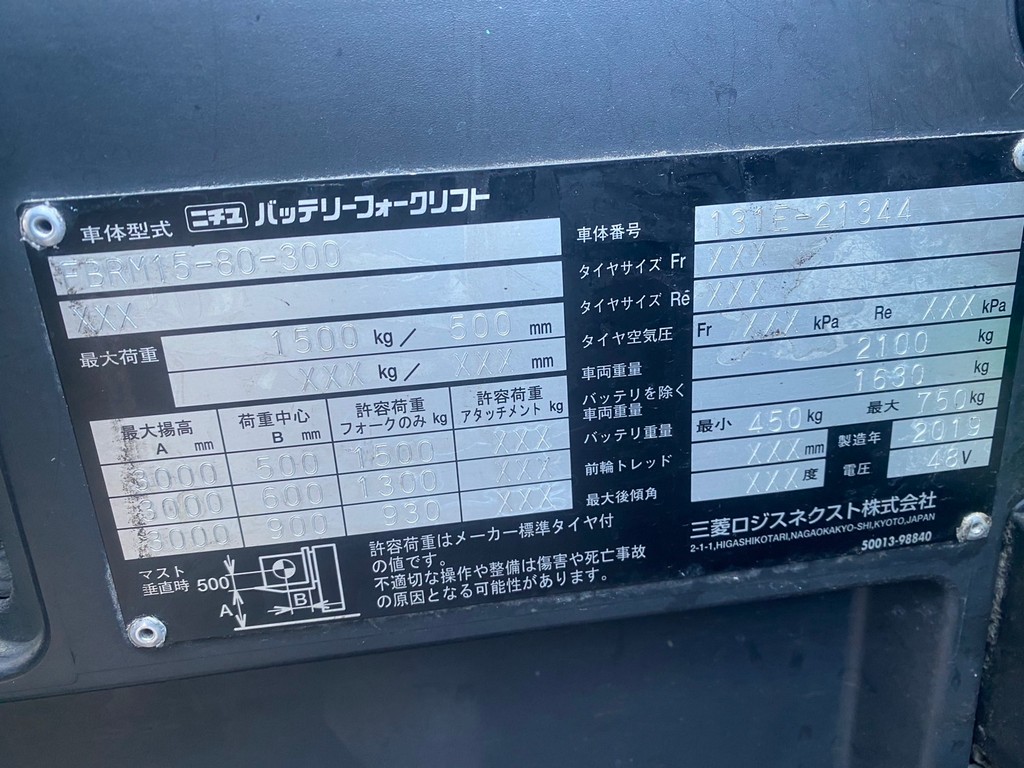 車体型式 ニチユ バッテリーフォークリフト
FBRM15-80-300
XXX
最大荷重 1500 kg/ 500 mm
XXX kg/ XXX mm
最大揚高 A mm 荷重中心 B mm 許容荷重 フォークのみ kg 許容荷重 アタッチメント kg
3000 500 1500 XXX
3000 600 1300 XXX
3000 900 930 XXX
マスト垂直時 500 A B
許容荷重はメーカー標準タイヤ付
の値です。
不適切な操作や整備は傷害や死亡事故
の原因となる可能性があります。
車体番号 131E-21344
タイヤサイズ Fr XXX
タイヤサイズ Re XXX
タイヤ空気圧 Fr XXX kPa Re XXX kPa
車両重量 2100 kg
バッテリを除く車両重量 1630 kg
バッテリ重量 最小 450 kg 最大 750 kg
前輪トレッド XXX mm 製造年 2019
最大後傾角 XXX 度 電圧 48 V
三菱ロジスネクスト株式会社
2-1-1,HIGASHIKOTARI,NAGAOKAKYO-SHI,KYOTO,JAPAN
50013-98840